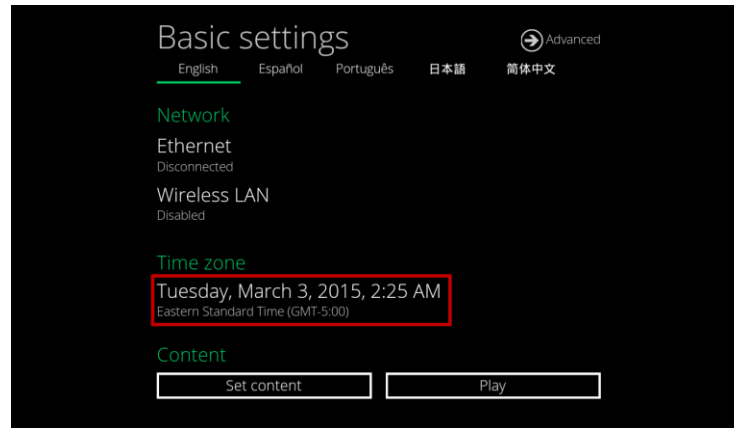 Basic settings
Advanced
English Español Português 日本語 简体中文
Network
Ethernet
Disconnected
Wireless LAN
Disabled
Time zone
Tuesday, March 3, 2015, 2:25 AM
Eastern Standard Time (GMT-5:00)
Content
Set content Play